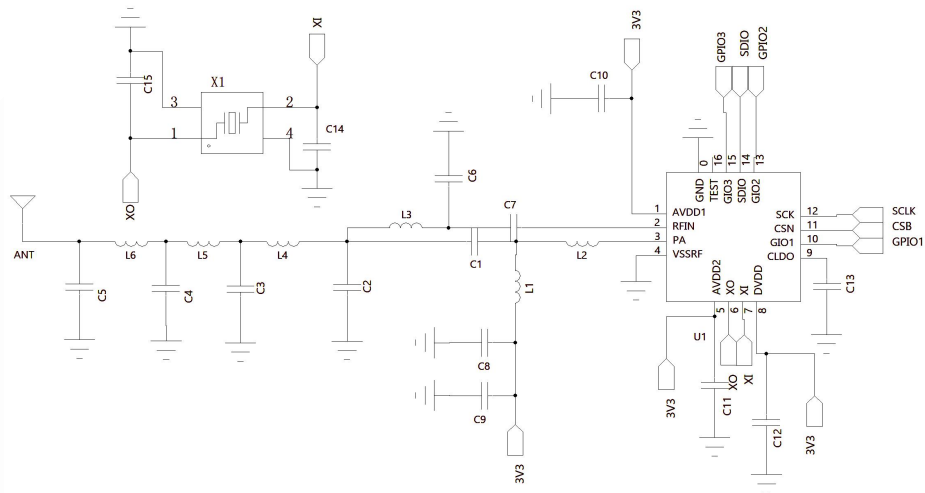 XI
3V3
GPIO3
SDIO
GPIO2
C15
X1
3
2
1
4
C14
C10
XO
C6
0
16
15
14
13
GND
TEST
GIO3
SDIO
GIO2
L3
C7
1 AVDD1
2 RFIN
3 PA
4 VSSRF
SCK 12 SCLK
CSN 11 CSB
GIO1 10 GPIO1
CLDO 9
ANT
L6
L5
L4
C1
L2
C5
C4
C3
C2
L1
AVDD2
XO
XI
DVDD
5
6
7
8
C13
U1
C8
C9
3V3
3V3
C11
XO
XI
C12
3V3